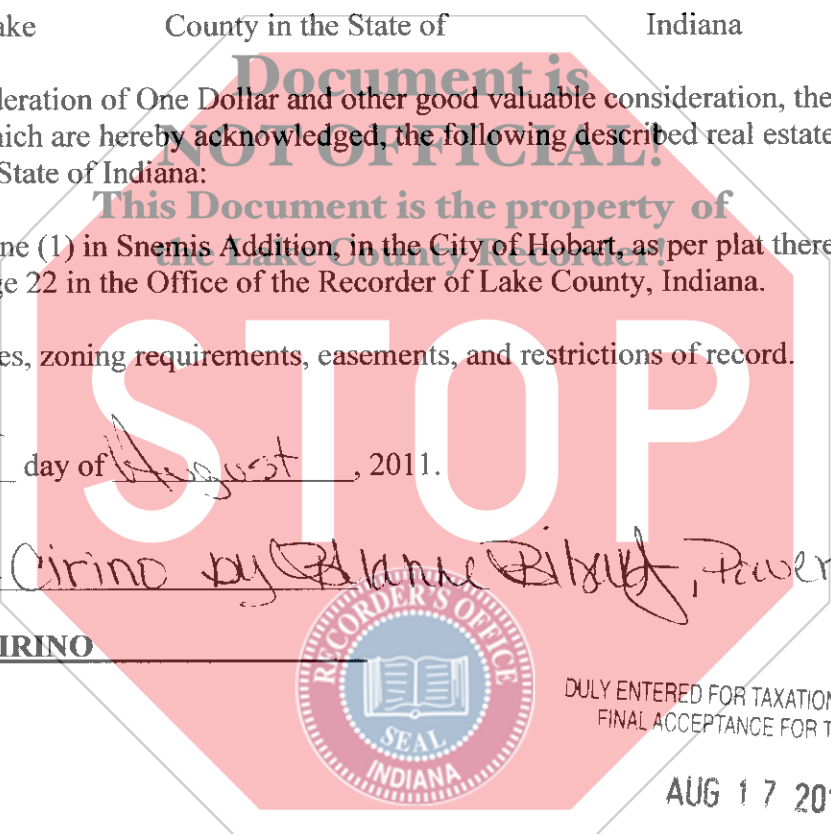 ake County in the State of Indiana
Document is
deration of One Dollar and other good valuable consideration, the
NOT OFFICIAL!
hich are hereby acknowledged, the following described real estate
State of Indiana:
This Document is the property of
ne (1) in Snemis Addition, in the City of Hobart, as per plat there
the Lake County Recorder!
ge 22 in the Office of the Recorder of Lake County, Indiana.
es, zoning requirements, easements, and restrictions of record.
STOP
day of August, 2011.
Cirino by Power
IRINO
RECORDER'S OFFICE
SEAL
INDIANA
DULY ENTERED FOR TAXATION
FINAL ACCEPTANCE FOR T
AUG 17 201